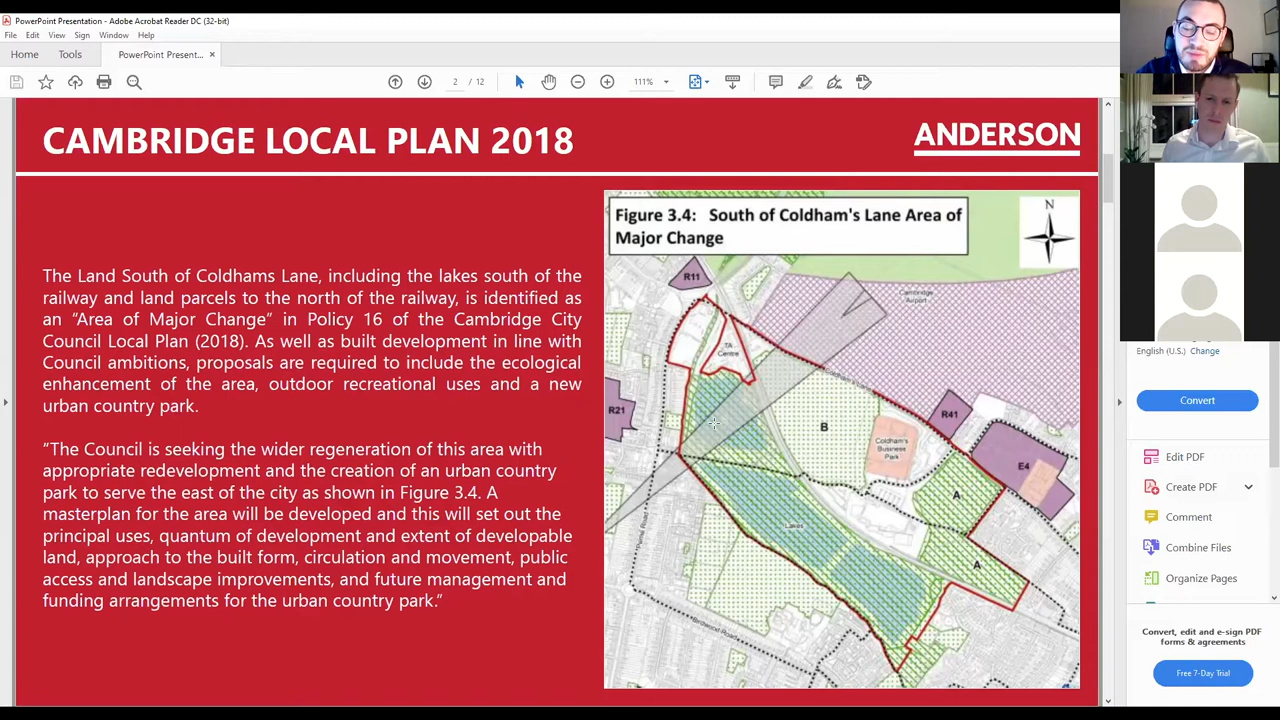 PowerPoint Presentation - Adobe Acrobat Reader DC (32-bit)
File Edit View Sign Window Help
Home Tools PowerPoint Present... ×
2 / 12 111%
CAMBRIDGE LOCAL PLAN 2018
ANDERSON
The Land South of Coldhams Lane, including the lakes south of the
railway and land parcels to the north of the railway, is identified as
an “Area of Major Change” in Policy 16 of the Cambridge City
Council Local Plan (2018). As well as built development in line with
Council ambitions, proposals are required to include the ecological
enhancement of the area, outdoor recreational uses and a new
urban country park.
“The Council is seeking the wider regeneration of this area with
appropriate redevelopment and the creation of an urban country
park to serve the east of the city as shown in Figure 3.4. A
masterplan for the area will be developed and this will set out the
principal uses, quantum of development and extent of developable
land, approach to the built form, circulation and movement, public
access and landscape improvements, and future management and
funding arrangements for the urban country park.”
Figure 3.4: South of Coldham's Lane Area of
Major Change
N
R11
Cambridge
Airport
TA
Centre
R21
B
R41
Coldham's
Business
Park
E4
A
Lakes
A
Birdwood Road
English (U.S.) Change
Convert
Edit PDF
Create PDF
Comment
Combine Files
Organize Pages
Convert, edit and e-sign PDF
forms & agreements
Free 7-Day Trial